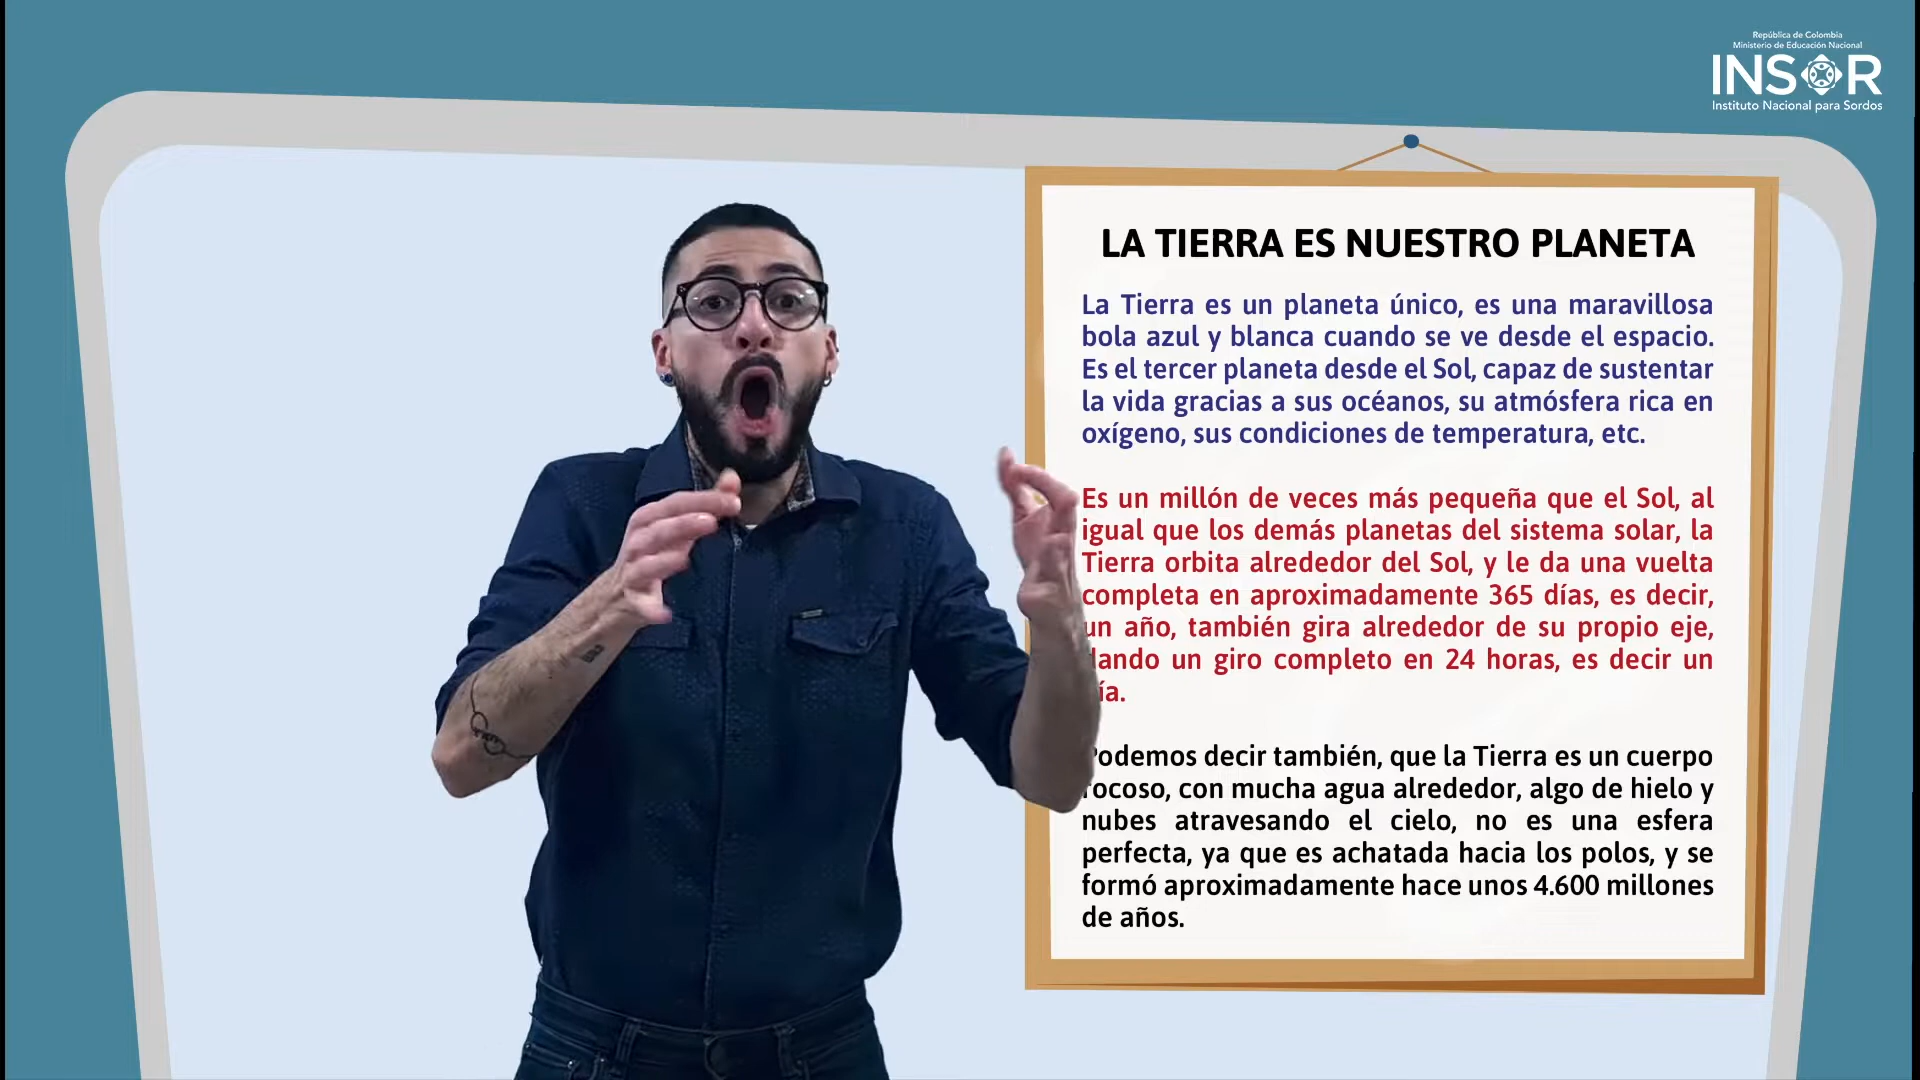 República de Colombia
Ministerio de Educación Nacional
INSOR
Instituto Nacional para Sordos
LA TIERRA ES NUESTRO PLANETA
La Tierra es un planeta único, es una maravillosa
bola azul y blanca cuando se ve desde el espacio.
Es el tercer planeta desde el Sol, capaz de sustentar
la vida gracias a sus océanos, su atmósfera rica en
oxígeno, sus condiciones de temperatura, etc.
Es un millón de veces más pequeña que el Sol, al
igual que los demás planetas del sistema solar, la
Tierra orbita alrededor del Sol, y le da una vuelta
completa en aproximadamente 365 días, es decir,
un año, también gira alrededor de su propio eje,
dando un giro completo en 24 horas, es decir un
día.
Podemos decir también, que la Tierra es un cuerpo
rocoso, con mucha agua alrededor, algo de hielo y
nubes atravesando el cielo, no es una esfera
perfecta, ya que es achatada hacia los polos, y se
formó aproximadamente hace unos 4.600 millones
de años.